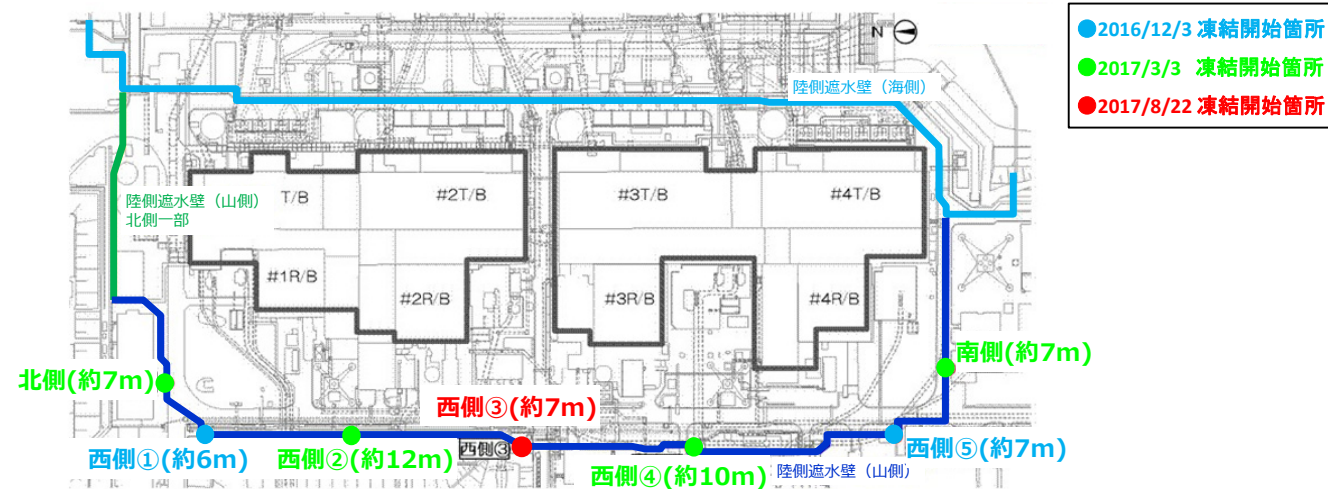 ●2016/12/3 凍結開始箇所
●2017/3/3 凍結開始箇所
●2017/8/22 凍結開始箇所
N
陸側遮水壁（海側）
陸側遮水壁（山側）
北側一部
T/B
#2T/B
#3T/B
#4T/B
#1R/B
#2R/B
#3R/B
#4R/B
北側(約7m)
南側(約7m)
西側③(約7m)
西側③
西側①(約6m)
西側②(約12m)
西側④(約10m)
陸側遮水壁（山側）
西側⑤(約7m)